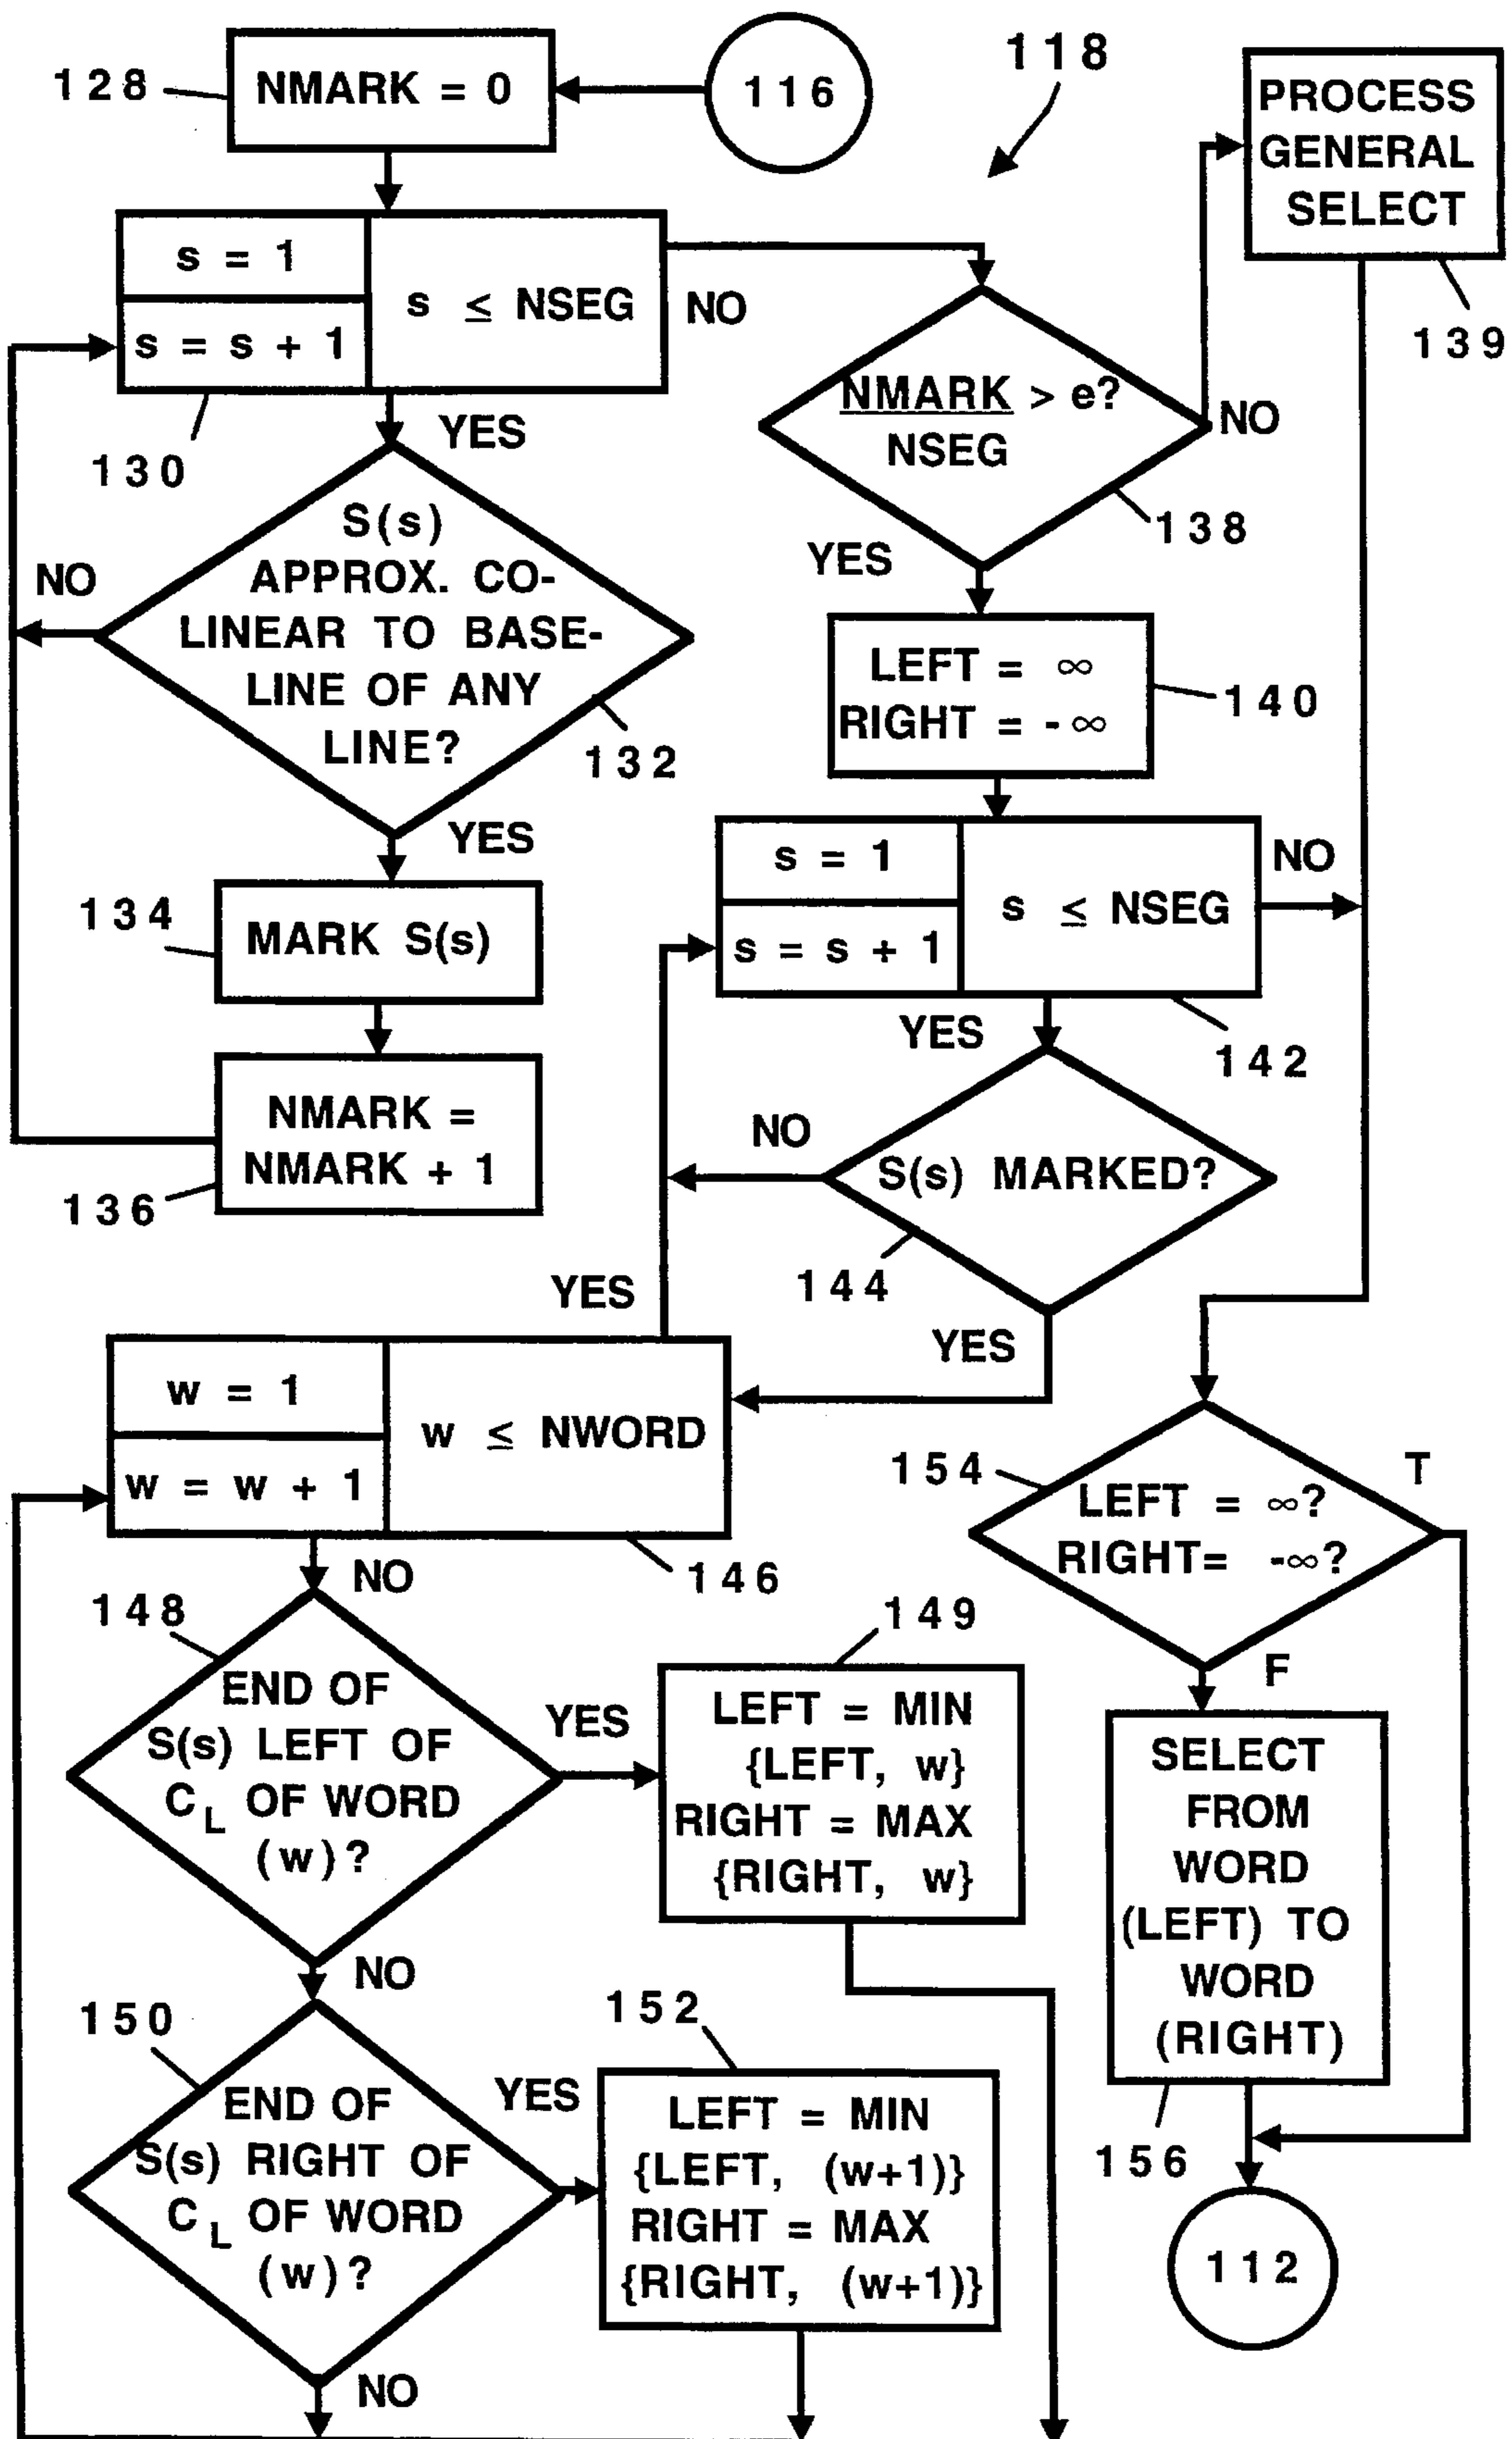 128
NMARK = 0
116
118
PROCESS
GENERAL
SELECT
139
s = 1
s = s + 1
s ≤ NSEG
NO
YES
130
NMARK > e?
NSEG
NO
138
YES
S(s)
APPROX. CO-
LINEAR TO BASE-
LINE OF ANY
LINE?
NO
132
YES
LEFT = ∞
RIGHT = -∞
140
134
MARK S(s)
s = 1
s = s + 1
s ≤ NSEG
NO
YES
142
NMARK =
NMARK + 1
136
NO
S(s) MARKED?
144
YES
YES
w = 1
w = w + 1
w ≤ NWORD
NO
146
154
LEFT = ∞?
RIGHT= -∞?
T
F
148
END OF
S(s) LEFT OF
C L OF WORD
(w)?
YES
NO
149
LEFT = MIN
{LEFT, w}
RIGHT = MAX
{RIGHT, w}
SELECT
FROM
WORD
(LEFT) TO
WORD
(RIGHT)
156
150
END OF
S(s) RIGHT OF
C L OF WORD
(w)?
YES
NO
152
LEFT = MIN
{LEFT, (w+1)}
RIGHT = MAX
{RIGHT, (w+1)}
112